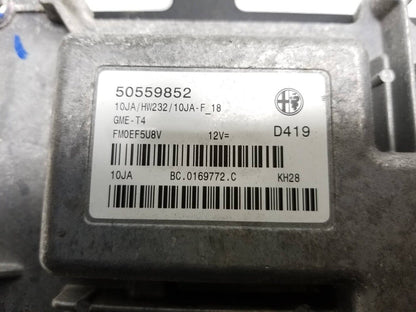 50559852
10JA/HW232/10JA-F_18
GME-T4
FM0EF5U8V 12V= D419
10JA BC.0169772.C KH28